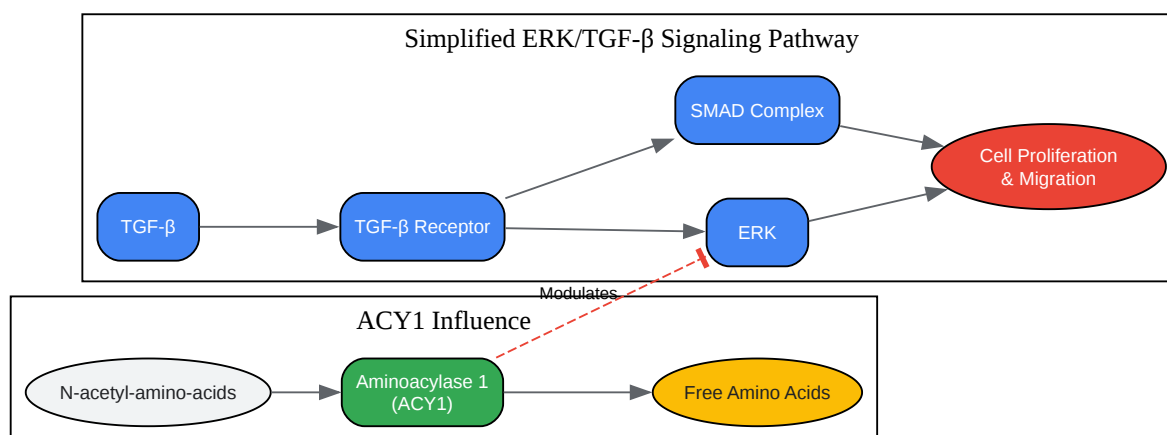 Simplified ERK/TGF-β Signaling Pathway
SMAD Complex
Cell Proliferation
& Migration
TGF-β
TGF-β Receptor
ERK
Modulates
ACY1 Influence
N-acetyl-amino-acids
Aminoacylase 1
(ACY1)
Free Amino Acids